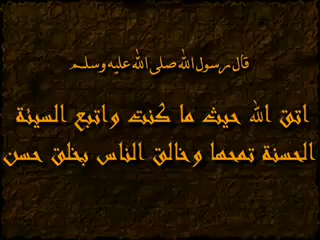 قال رسول الله صلى الله عليه وسلم
اتق الله حيث ما كنت واتبع السيئة
الحسنة تمحها وخالق الناس بخلق حسن